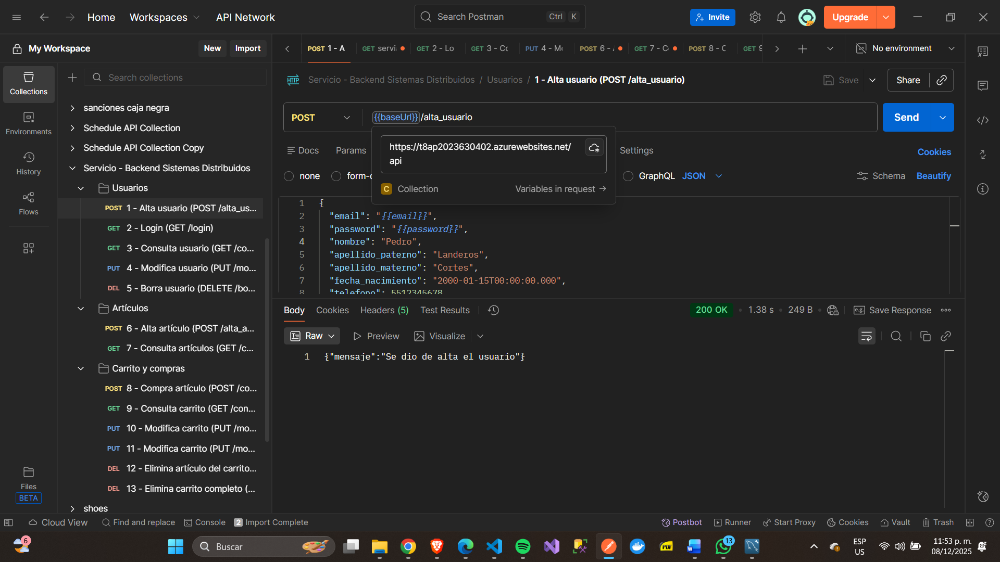 Home
Workspaces
API Network
Search Postman
Ctrl K
Invite
Upgrade
My Workspace
New
Import
POST 1 - A
GET servi
GET 2 - Lo
GET 3 - Co
PUT 4 - Mo
POST 6 - A
GET 7 - C
POST 8 - C
GET 9
No environment
Collections
Environments
History
Flows
Files
BETA
Search collections
sanciones caja negra
Schedule API Collection
Schedule API Collection Copy
Servicio - Backend Sistemas Distribuidos
Usuarios
POST 1 - Alta usuario (POST /alta_us...
GET 2 - Login (GET /login)
GET 3 - Consulta usuario (GET /co...
PUT 4 - Modifica usuario (PUT /mo...
DEL 5 - Borra usuario (DELETE /bo...
Artículos
POST 6 - Alta artículo (POST /alta_a...
GET 7 - Consulta artículos (GET /c...
Carrito y compras
POST 8 - Compra artículo (POST /co...
GET 9 - Consulta carrito (GET /con...
PUT 10 - Modifica carrito (PUT /mo...
PUT 11 - Modifica carrito (PUT /mo...
DEL 12 - Elimina artículo del carrito...
DEL 13 - Elimina carrito completo (...
shoes
HTTP Servicio - Backend Sistemas Distribuidos / Usuarios / 1 - Alta usuario (POST /alta_usuario)
Save
Share
POST
{{baseUrl}}/alta_usuario
Send
https://t8ap2023630402.azurewebsites.net/
api
C Collection
Variables in request →
Docs
Params
Settings
Cookies
none
form-d
GraphQL
JSON
Schema
Beautify
1 {
2 "email": "{{email}}",
3 "password": "{{password}}",
4 "nombre": "Pedro",
5 "apellido_paterno": "Landeros",
6 "apellido_materno": "Cortes",
7 "fecha_nacimiento": "2000-01-15T00:00:00.000",
8 "telefono": 5512345678
Body
Cookies
Headers (5)
Test Results
200 OK
1.38 s
249 B
e.g. Save Response
Raw
Preview
Visualize
1 {"mensaje":"Se dio de alta el usuario"}
Cloud View
Find and replace
Console
2 Import Complete
Postbot
Runner
Start Proxy
Cookies
Vault
Trash
6
Buscar
PDF
13
ESP
US
11:53 p. m.
08/12/2025